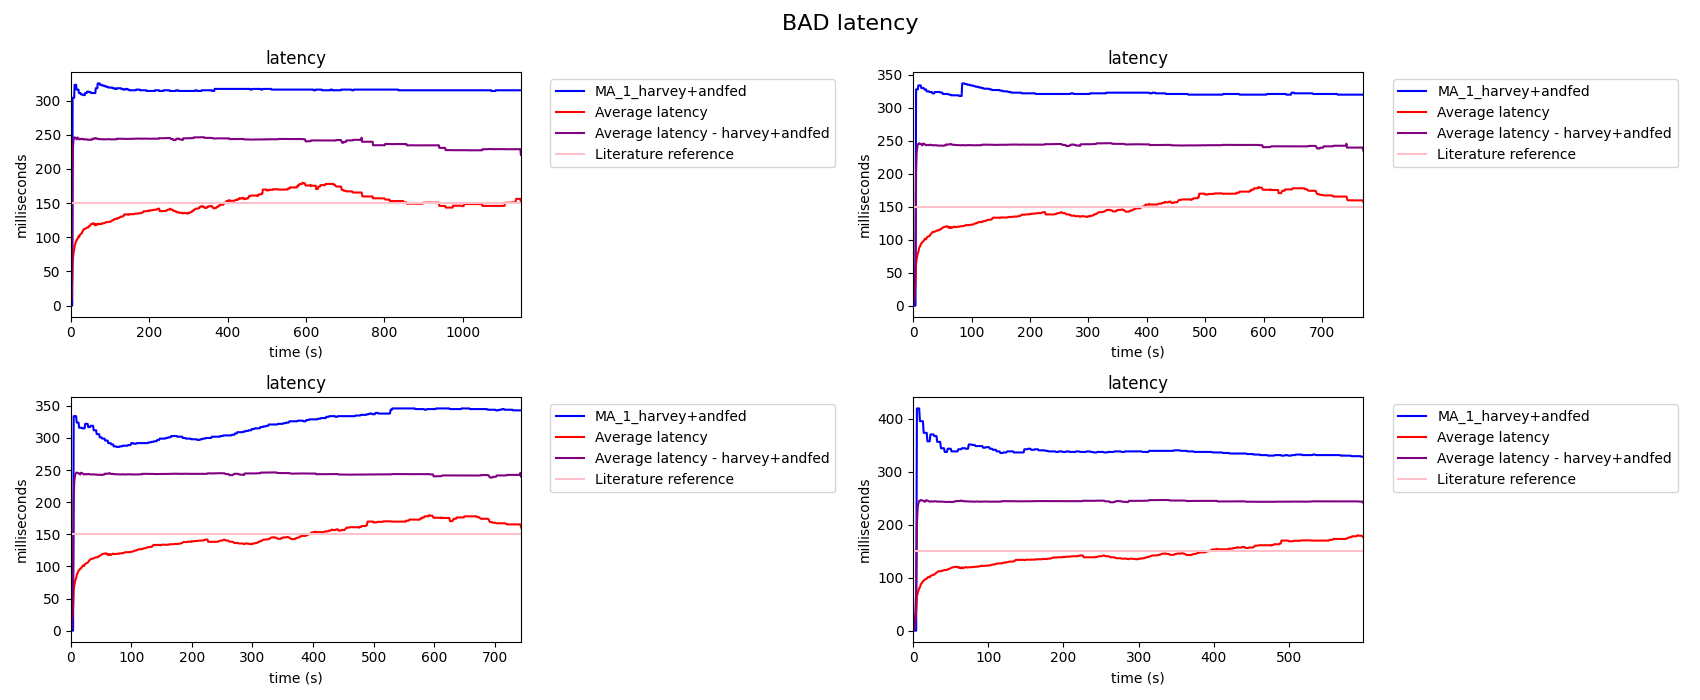 BAD latency
latency
milliseconds
300
250
200
150
100
50
0
0 200 400 600 800 1000
time (s)
MA_1_harvey+andfed
Average latency
Average latency - harvey+andfed
Literature reference
latency
milliseconds
350
300
250
200
150
100
50
0
0 100 200 300 400 500 600 700
time (s)
MA_1_harvey+andfed
Average latency
Average latency - harvey+andfed
Literature reference
latency
milliseconds
350
300
250
200
150
100
50
0
0 100 200 300 400 500 600 700
time (s)
MA_1_harvey+andfed
Average latency
Average latency - harvey+andfed
Literature reference
latency
milliseconds
400
300
200
100
0
0 100 200 300 400 500
time (s)
MA_1_harvey+andfed
Average latency
Average latency - harvey+andfed
Literature reference